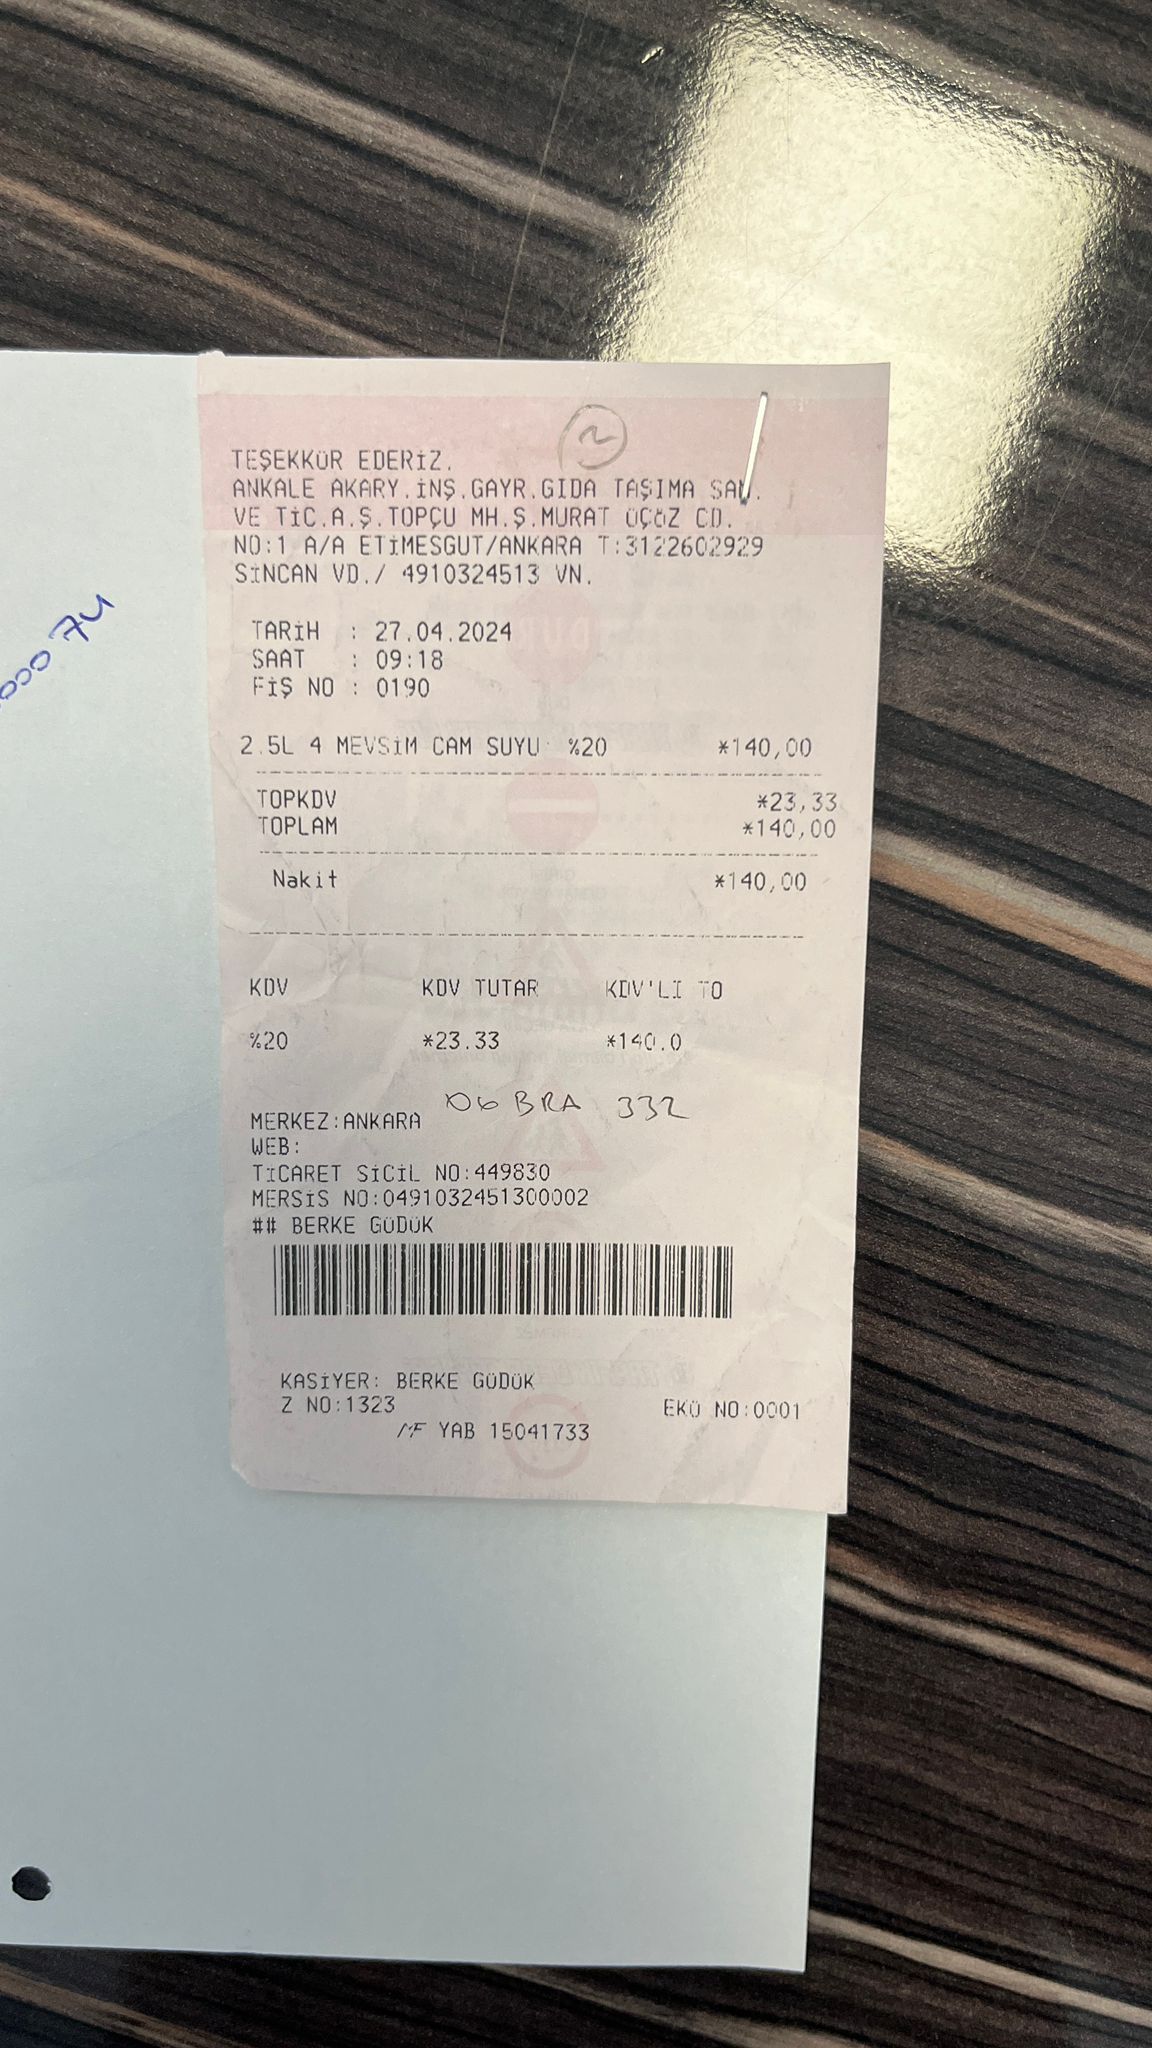 2
TEŞEKKÜR EDERİZ.
ANKALE AKARY.İNŞ.GAYR.GIDA TAŞIMA SAN.
VE TİC.A.Ş.TOPÇU MH.Ş.MURAT ÜÇÖZ CD.
NO:1 A/A ETİMESGUT/ANKARA T:3122602929
SİNCAN VD./ 4910324513 VN.
TARİH : 27.04.2024
SAAT : 09:18
FİŞ NO : 0190
2.5L 4 MEVSİM CAM SUYU %20 *140,00
TOPKDV *23,33
TOPLAM *140,00
Nakit *140,00
KDV KDV TUTAR KDV'LI TO
%20 *23.33 *140.0
06 BRA 332
MERKEZ:ANKARA
WEB:
TİCARET SİCİL NO:449830
MERSİS NO:0491032451300002
## BERKE GÜDÜK
KASİYER: BERKE GÜDÜK
Z NO:1323 EKÜ NO:0001
MF YAB 15041733